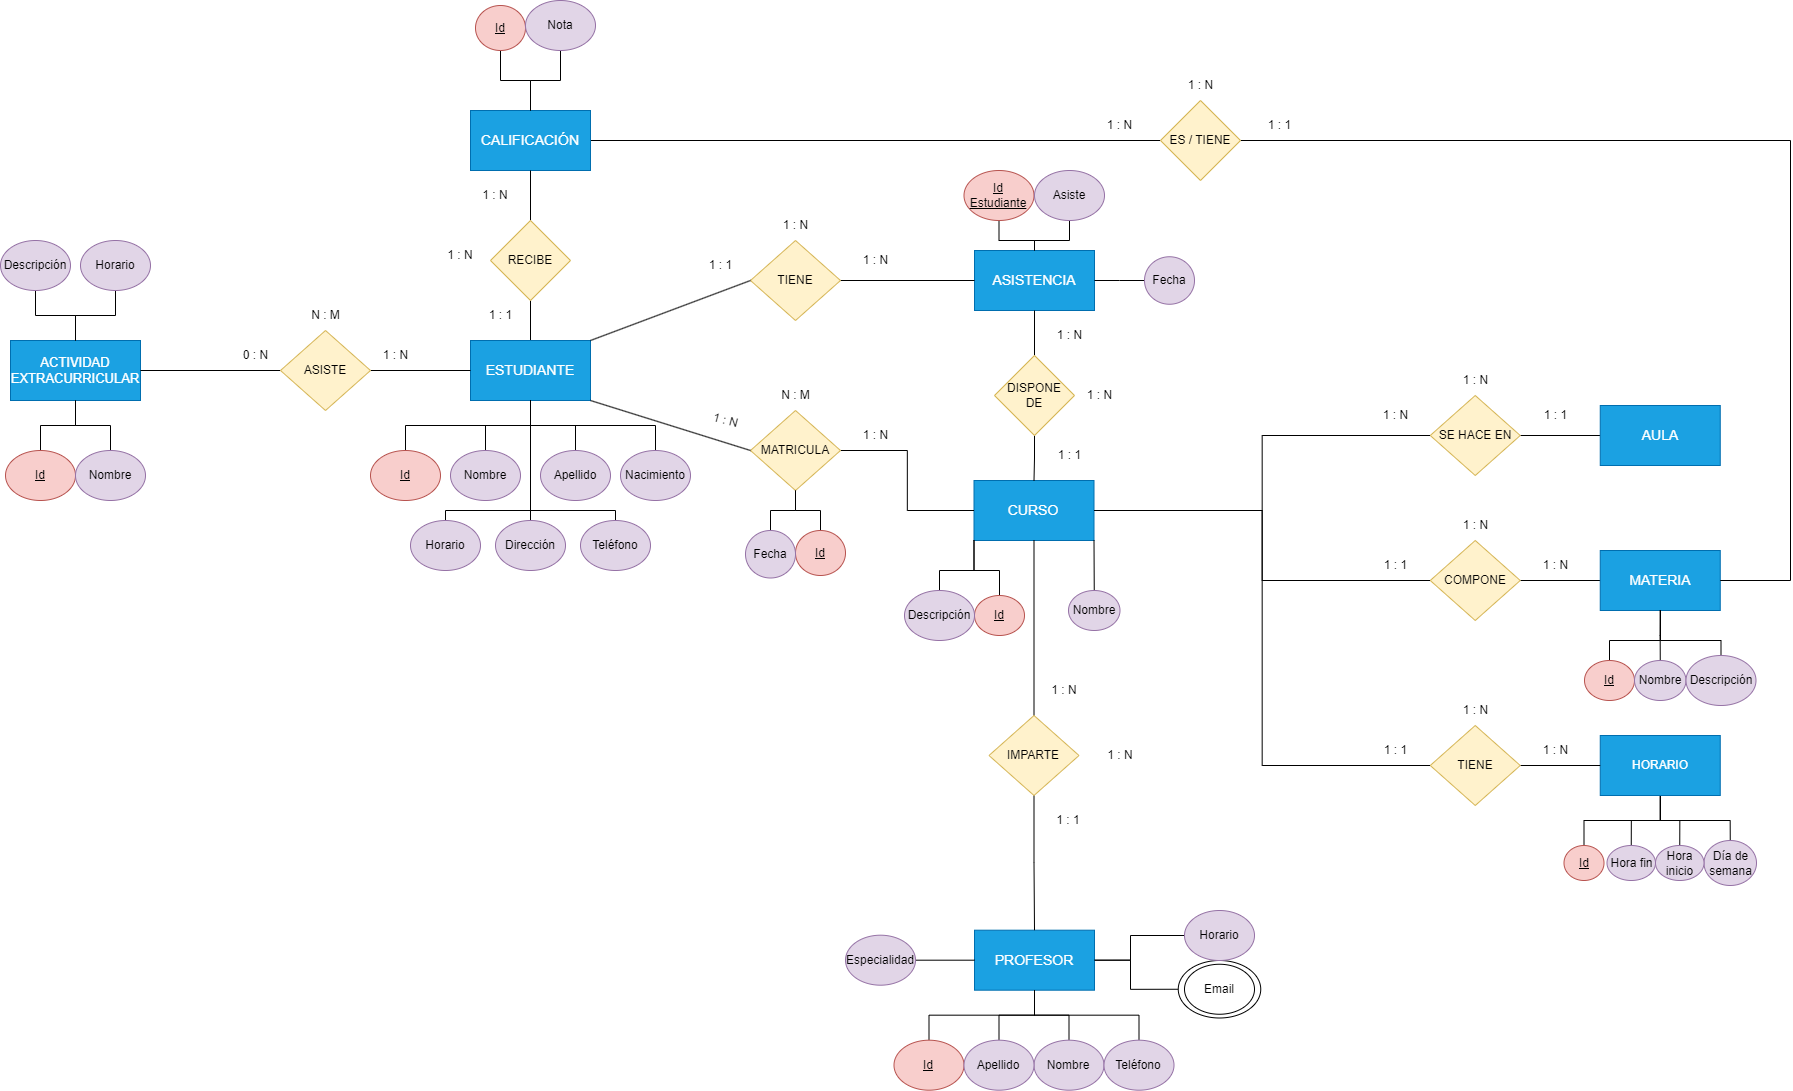 Id
Nota
1 : N
CALIFICACIÓN
1 : N
ES / TIENE
1 : 1
Id
Estudiante
Asiste
1 : N
1 : N
RECIBE
1 : 1
1 : N
1 : 1
TIENE
1 : N
ASISTENCIA
Fecha
Descripción
Horario
N : M
ACTIVIDAD
EXTRACURRICULAR
0 : N
ASISTE
1 : N
ESTUDIANTE
1 : N
DISPONE
DE
1 : N
1 : 1
Id
Nombre
Id
Nombre
Apellido
Nacimiento
Horario
Dirección
Teléfono
N : M
1 : N
MATRICULA
1 : N
Fecha
Id
CURSO
Descripción
Id
Nombre
1 : N
1 : N
SE HACE EN
1 : 1
AULA
1 : N
1 : 1
COMPONE
1 : N
MATERIA
Id
Nombre
Descripción
1 : N
1 : 1
TIENE
1 : N
HORARIO
Id
Hora fin
Hora
inicio
Día de
semana
1 : N
IMPARTE
1 : N
1 : 1
Especialidad
PROFESOR
Horario
Email
Id
Apellido
Nombre
Teléfono